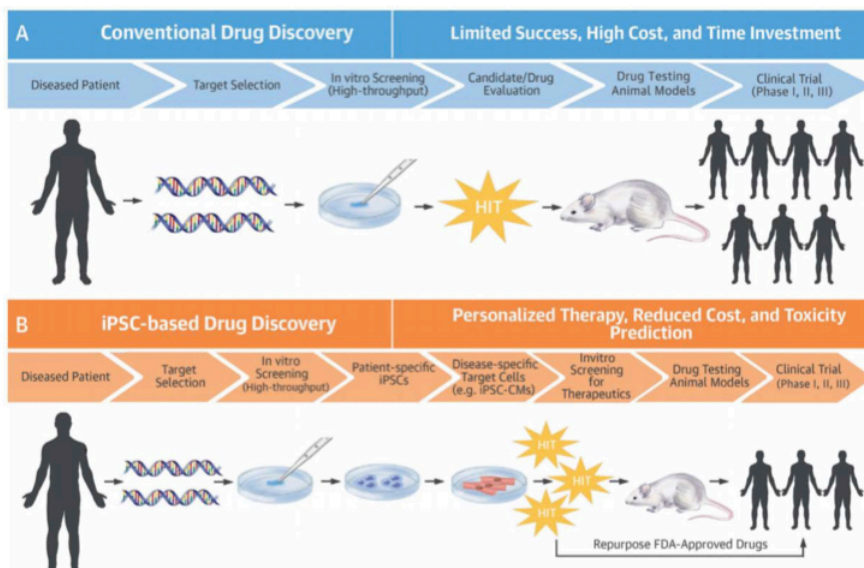 A
Conventional Drug Discovery
Limited Success, High Cost, and Time Investment
Diseased Patient
Target Selection
In vitro Screening
(High-throughput)
Candidate/Drug
Evaluation
Drug Testing
Animal Models
Clinical Trial
(Phase I, II, III)
HIT
B
iPSC-based Drug Discovery
Personalized Therapy, Reduced Cost, and Toxicity
Prediction
Diseased Patient
Target
Selection
In vitro
Screening
(High-throughput)
Patient-specific
iPSCs
Disease-specific
Target Cells
(e.g. iPSC-CMs)
Invitro
Screening
for
Therapeutics
Drug Testing
Animal Models
Clinical Trial
(Phase I, II, III)
HIT
HIT
HIT
Repurpose FDA-Approved Drugs